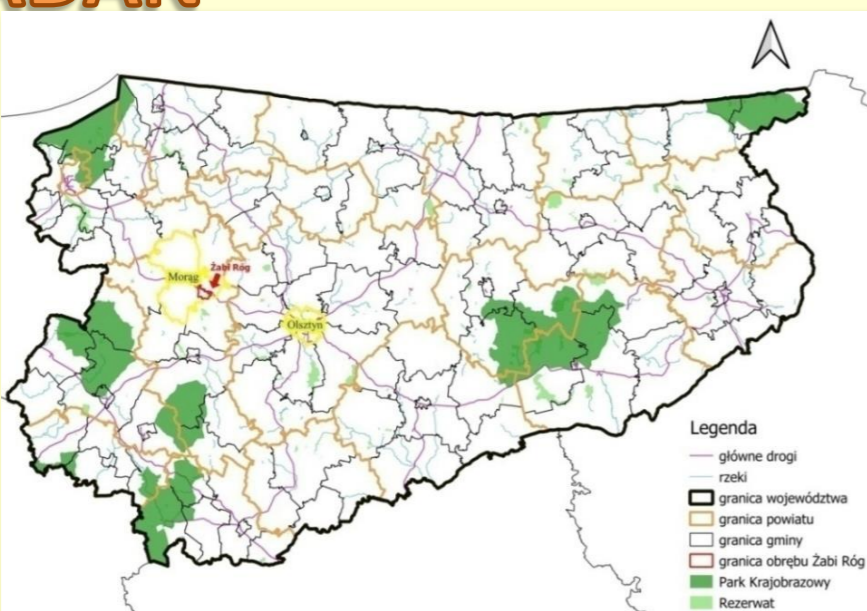 Żabi Róg
Morąg
Olsztyn
Legenda
główne drogi
rzeki
granica województwa
granica powiatu
granica gminy
granica obrębu Żabi Róg
Park Krajobrazowy
Rezerwat